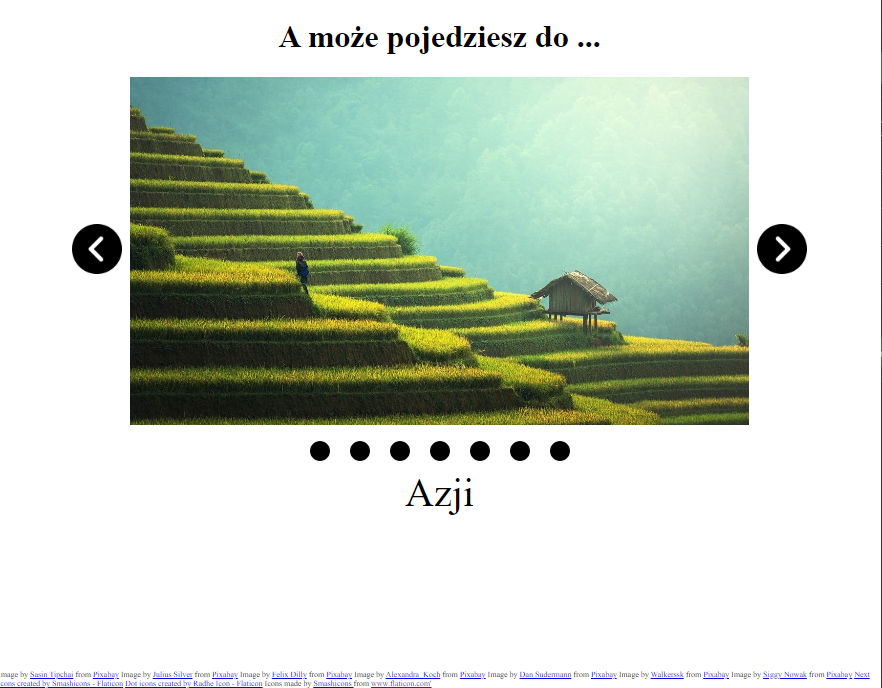 A może pojedziesz do ...
Azji
mage by Sasin Tipchai from Pixabay Image by Julius Silver from Pixabay Image by Felix Dilly from Pixabay Image by Alexandra_Koch from Pixabay Image by Dan Sudermann from Pixabay Image by Walkerssk from Pixabay Image by Siggy Nowak from Pixabay Next
cons created by Smashicons - Flaticon Dot icons created by Radhe Icon - Flaticon Icons made by Smashicons from www.flaticon.com'